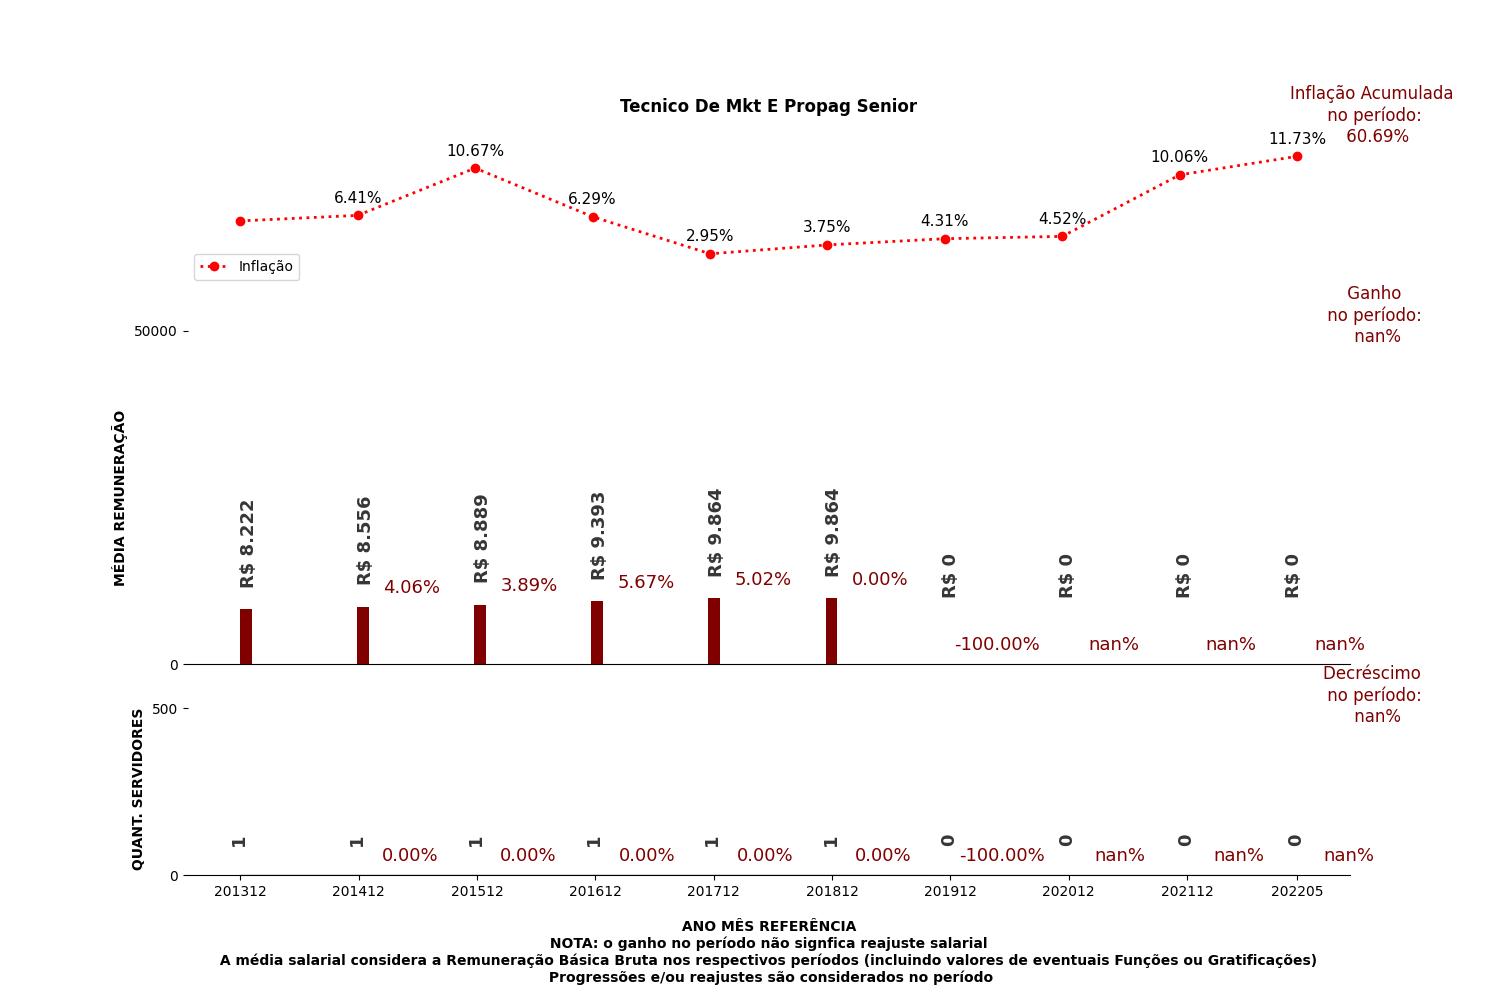 Tecnico De Mkt E Propag Senior
Inflação Acumulada
no período:
60.69%
6.41%
10.67%
6.29%
2.95%
3.75%
4.31%
4.52%
10.06%
11.73%
Inflação
Ganho
no período:
nan%
50000
0
MÉDIA REMUNERAÇÃO
R$ 8.222
R$ 8.556
R$ 8.889
R$ 9.393
R$ 9.864
R$ 9.864
R$ 0
R$ 0
R$ 0
R$ 0
4.06%
3.89%
5.67%
5.02%
0.00%
-100.00%
nan%
nan%
nan%
Decréscimo
no período:
nan%
500
0
QUANT. SERVIDORES
1
1
1
1
1
1
0
0
0
0
0.00%
0.00%
0.00%
0.00%
0.00%
-100.00%
nan%
nan%
nan%
201312
201412
201512
201612
201712
201812
201912
202012
202112
202205
ANO MÊS REFERÊNCIA
NOTA: o ganho no período não signfica reajuste salarial
A média salarial considera a Remuneração Básica Bruta nos respectivos períodos (incluindo valores de eventuais Funções ou Gratificações)
Progressões e/ou reajustes são considerados no período